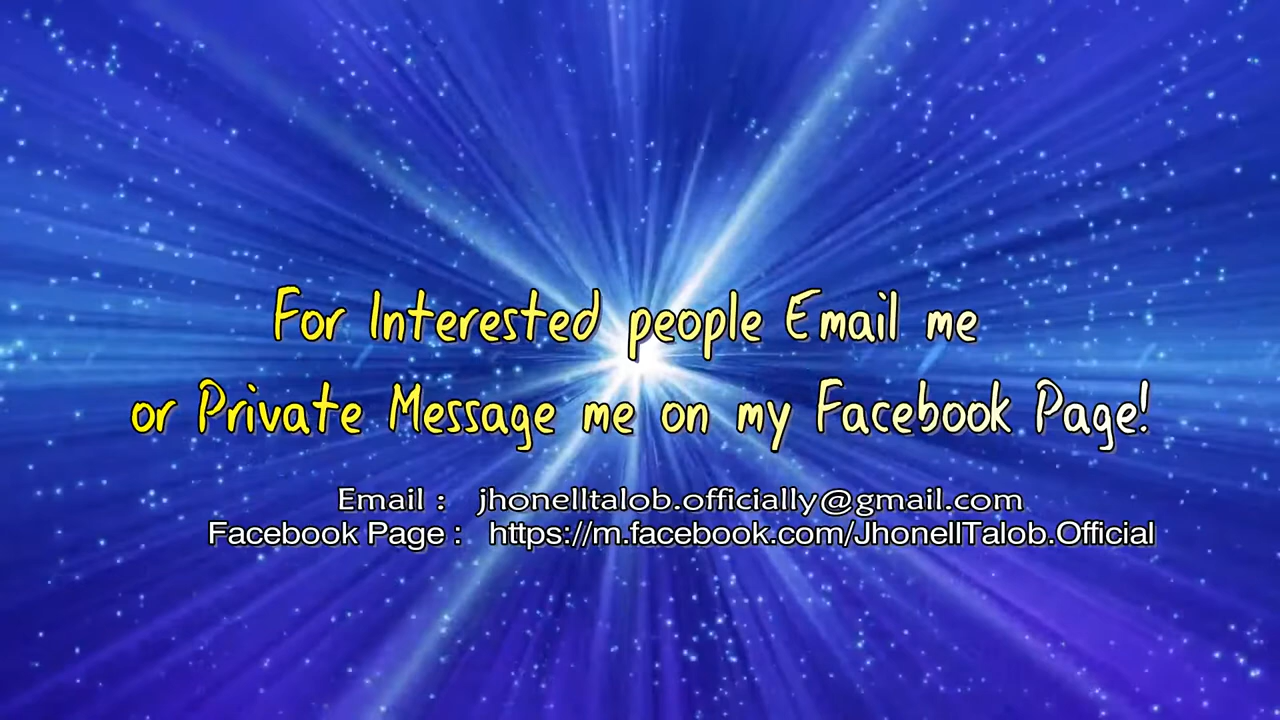 For Interested people Email me
or Private Message me on my Facebook Page!
Email : jhonelltalob.officially@gmail.com
Facebook Page : https://m.facebook.com/JhonellTalob.Official